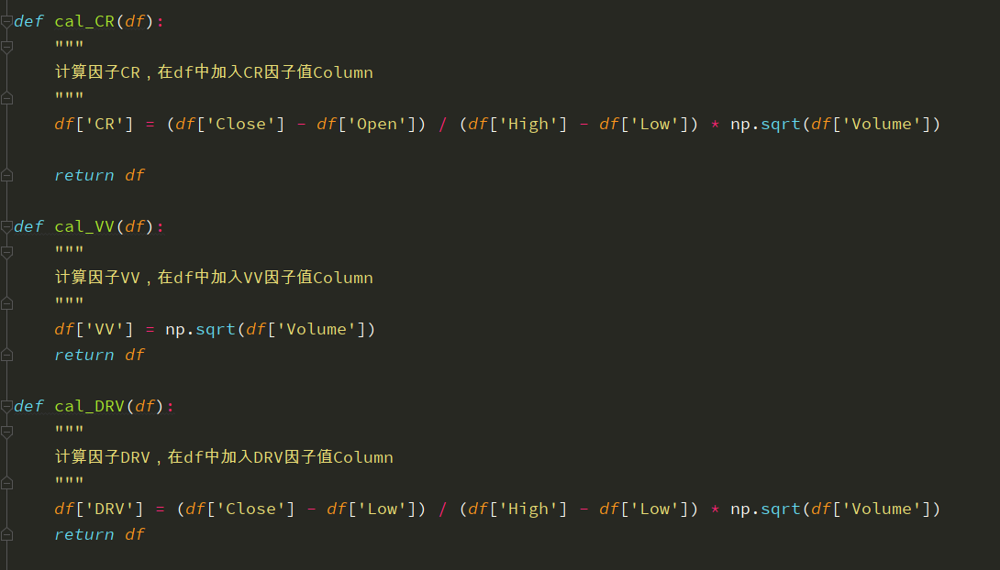 def cal_CR(df):
    """
    计算因子CR，在df中加入CR因子值Column
    """
    df['CR'] = (df['Close'] - df['Open']) / (df['High'] - df['Low']) * np.sqrt(df['Volume'])
    return df
def cal_VV(df):
    """
    计算因子VV，在df中加入VV因子值Column
    """
    df['VV'] = np.sqrt(df['Volume'])
    return df
def cal_DRV(df):
    """
    计算因子DRV，在df中加入DRV因子值Column
    """
    df['DRV'] = (df['Close'] - df['Low']) / (df['High'] - df['Low']) * np.sqrt(df['Volume'])
    return df